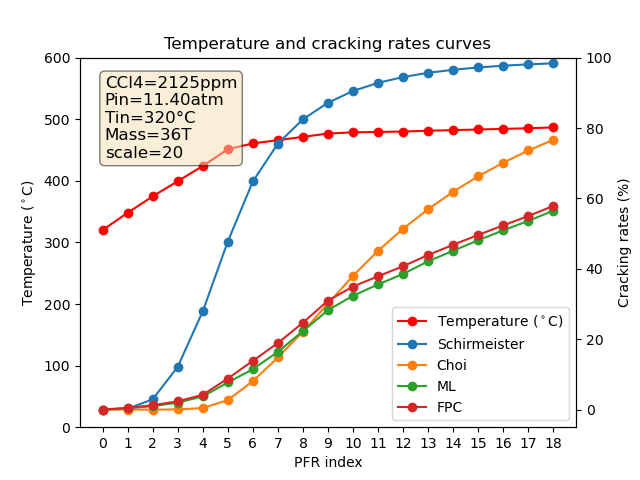 Temperature and cracking rates curves
CCl4=2125ppm
Pin=11.40atm
Tin=320°C
Mass=36T
scale=20
Temperature (°C)
600
500
400
300
200
100
0
Cracking rates (%)
100
80
60
40
20
0
Temperature (°C)
Schirmeister
Choi
ML
FPC
0 1 2 3 4 5 6 7 8 9 10 11 12 13 14 15 16 17 18
PFR index